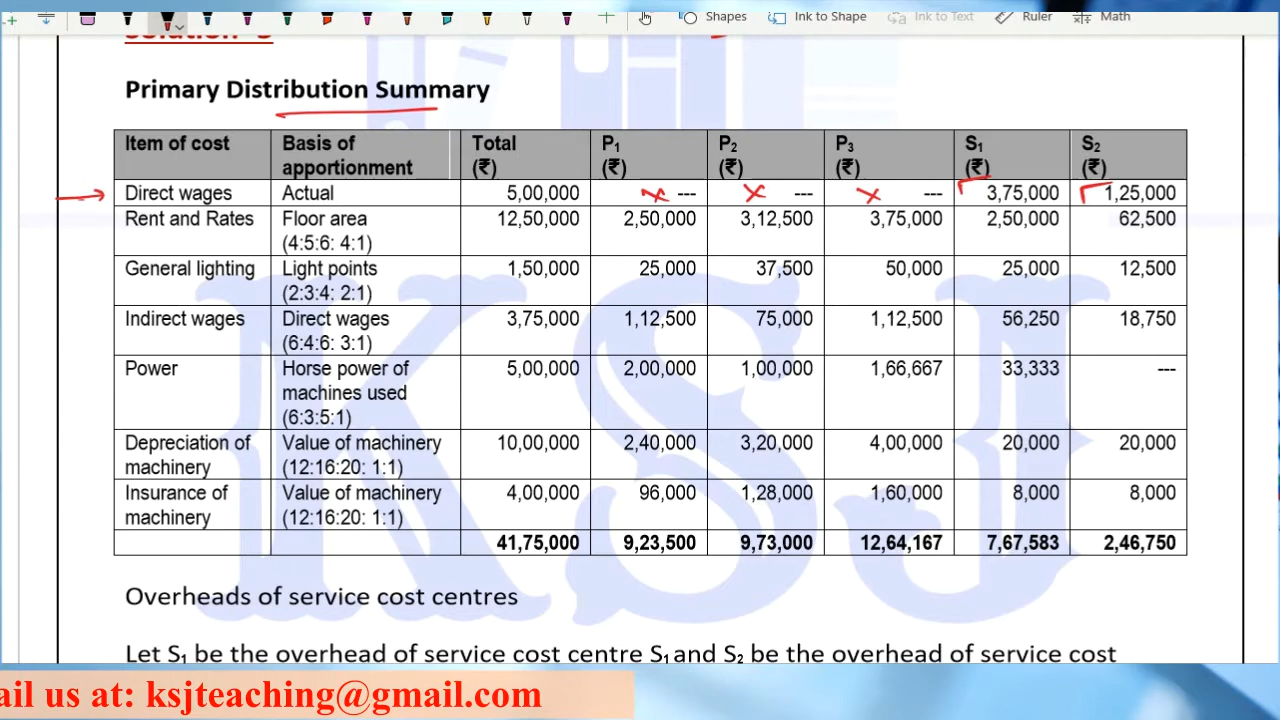 Shapes Ink to Shape Ink to Text Ruler Math
Solution-
Primary Distribution Summary
Item of cost Basis of apportionment Total (₹) P1 (₹) P2 (₹) P3 (₹) S1 (₹) S2 (₹)
Direct wages Actual 5,00,000 --- --- --- 3,75,000 1,25,000
Rent and Rates Floor area 12,50,000 2,50,000 3,12,500 3,75,000 2,50,000 62,500
(4:5:6: 4:1)
General lighting Light points 1,50,000 25,000 37,500 50,000 25,000 12,500
(2:3:4: 2:1)
Indirect wages Direct wages 3,75,000 1,12,500 75,000 1,12,500 56,250 18,750
(6:4:6: 3:1)
Power Horse power of 5,00,000 2,00,000 1,00,000 1,66,667 33,333 ---
machines used
(6:3:5:1)
Depreciation of Value of machinery 10,00,000 2,40,000 3,20,000 4,00,000 20,000 20,000
machinery (12:16:20: 1:1)
Insurance of Value of machinery 4,00,000 96,000 1,28,000 1,60,000 8,000 8,000
machinery (12:16:20: 1:1)
41,75,000 9,23,500 9,73,000 12,64,167 7,67,583 2,46,750
KSJ
Overheads of service cost centres
Let S1 be the overhead of service cost centre S1 and S2 be the overhead of service cost
ail us at: ksjteaching@gmail.com